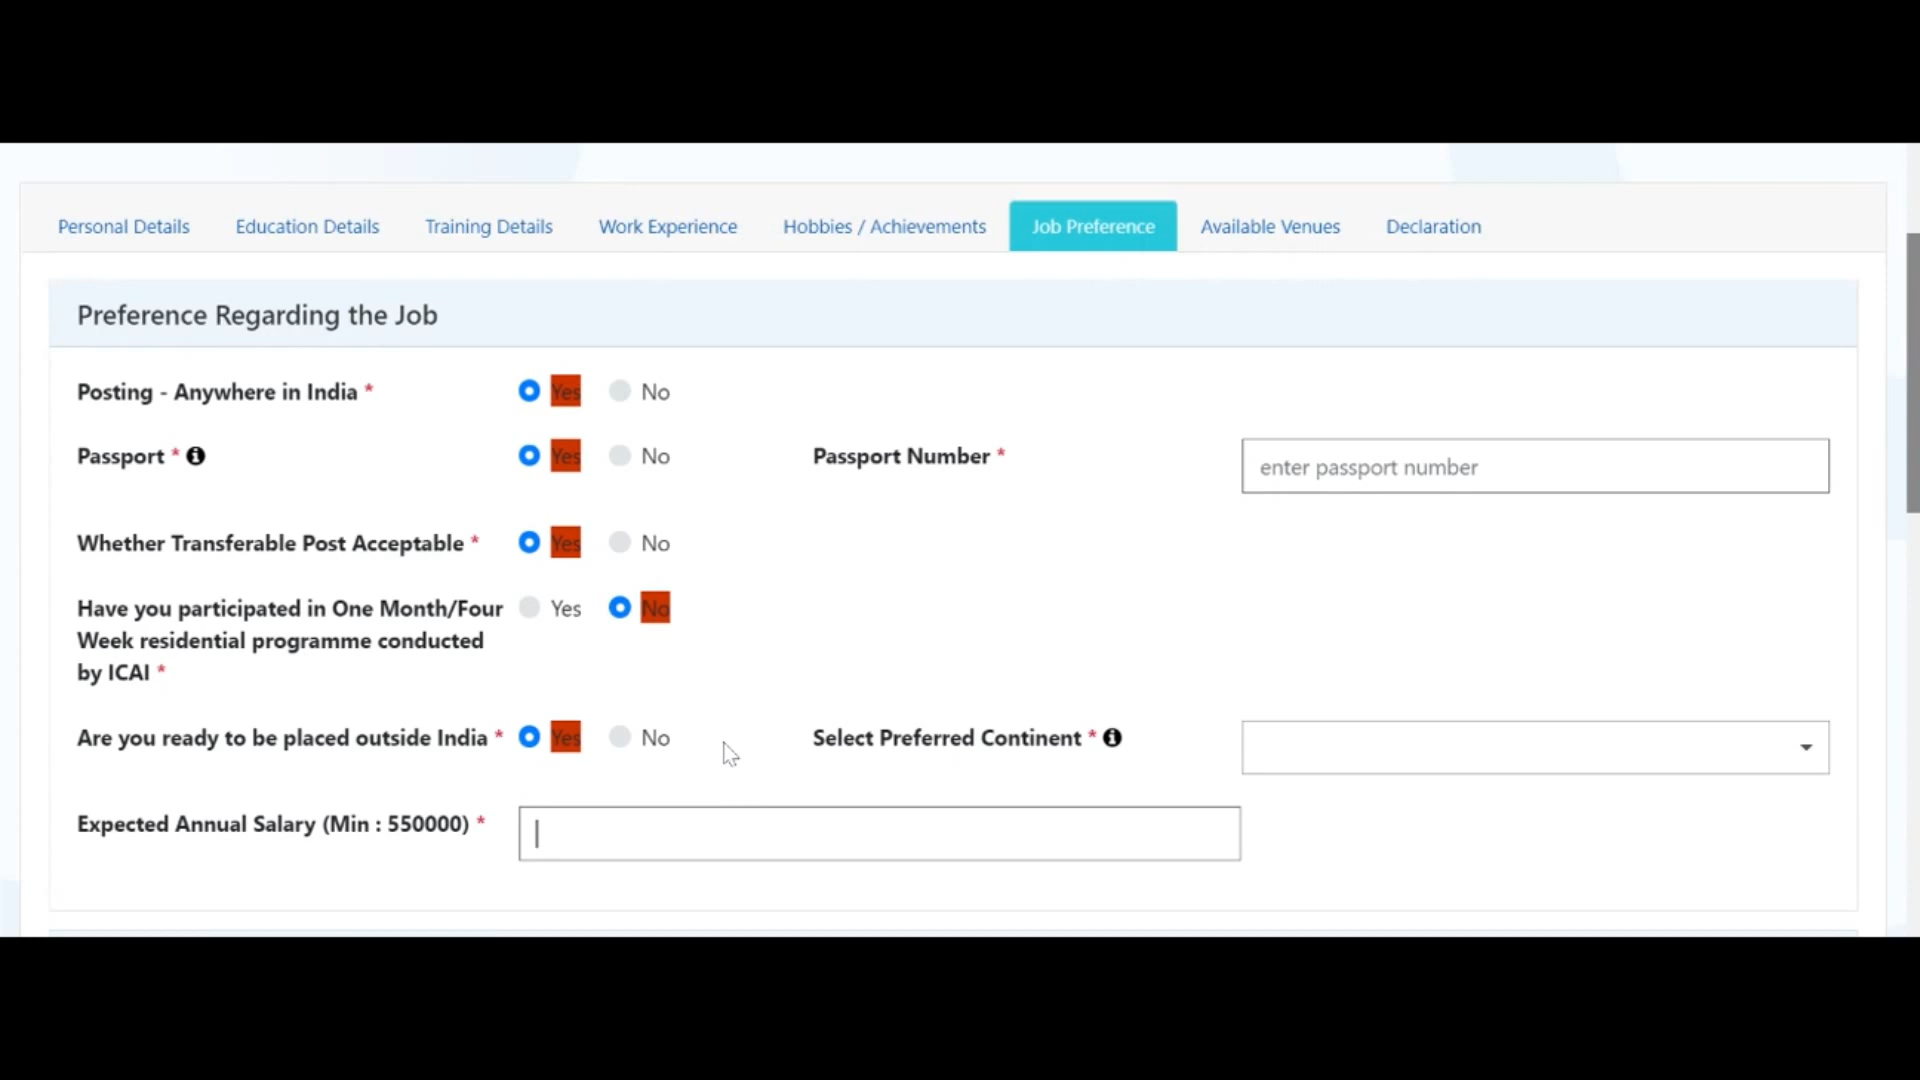 Personal Details Education Details Training Details Work Experience Hobbies / Achievements Job Preference Available Venues Declaration
Preference Regarding the Job
Posting - Anywhere in India * Yes No
Passport * Yes No Passport Number * enter passport number
Whether Transferable Post Acceptable * Yes No
Have you participated in One Month/Four Yes No
Week residential programme conducted
by ICAI *
Are you ready to be placed outside India * Yes No Select Preferred Continent *
Expected Annual Salary (Min : 550000) *